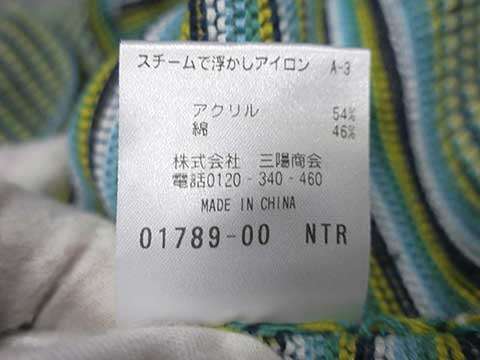 スチームで浮かしアイロン A-3
アクリル 54%
綿 46%
株式会社 三陽商会
電話0120-340-460
MADE IN CHINA
01789-00 NTR